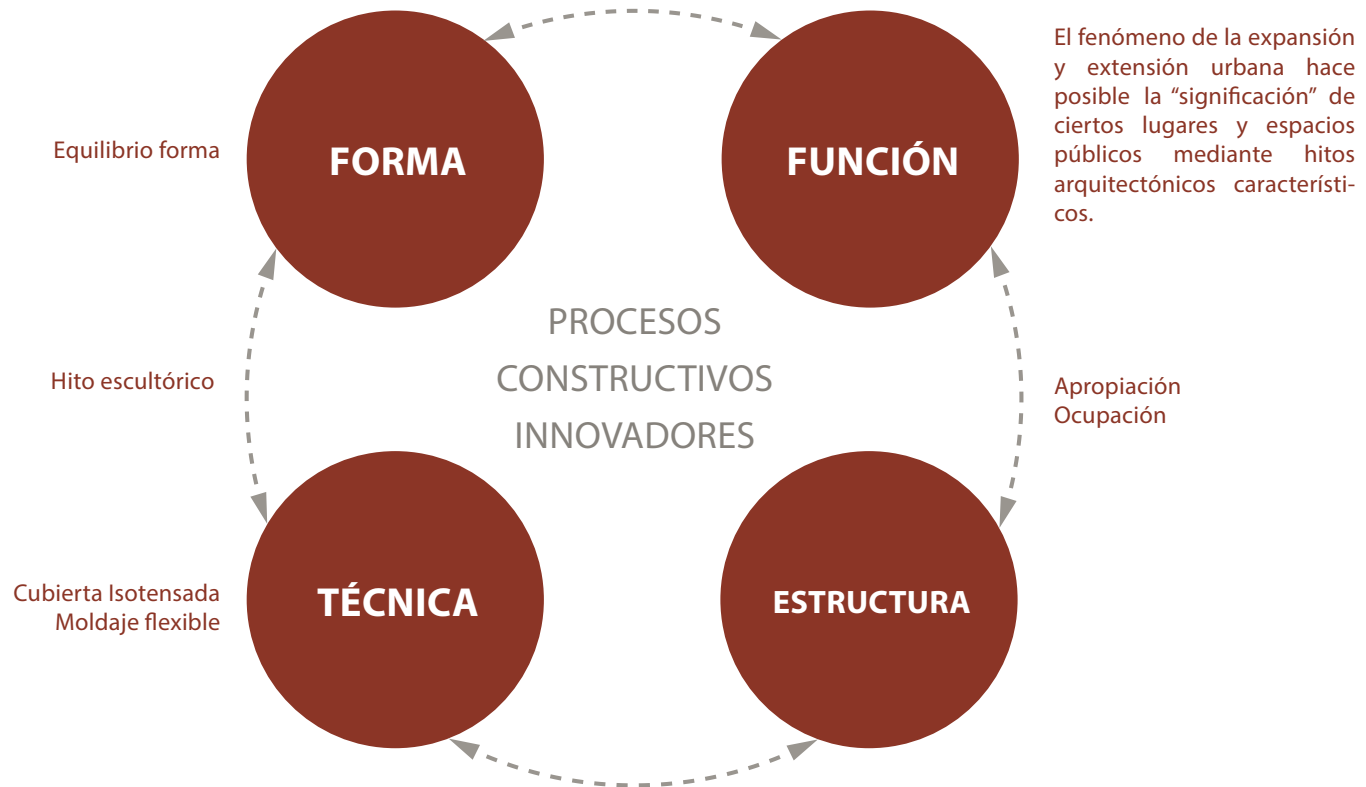 Equilibrio forma
FORMA
FUNCIÓN
El fenómeno de la expansión
y extensión urbana hace
posible la “significación” de
ciertos lugares y espacios
públicos mediante hitos
arquitectónicos característi-
cos.
PROCESOS
CONSTRUCTIVOS
INNOVADORES
Hito escultórico
Apropiación
Ocupación
Cubierta Isotensada
Moldaje flexible
TÉCNICA
ESTRUCTURA